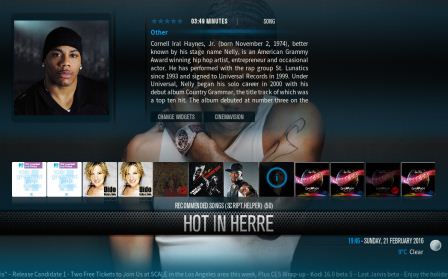 03:49 MINUTES | SONG
Other
Cornell Iral Haynes, Jr. (born November 2, 1974), better
known by his stage name Nelly, is an American Grammy
Award winning hip hop artist, entrepreneur and occasional
actor. He has performed with the rap group St. Lunatics
since 1993 and signed to Universal Records in 1999. Under
Universal, Nelly began his solo career in 2000 with his
debut album Country Grammar, the title track of which was
a top ten hit. The album debuted at number three on the
CHANGE WIDGETS CINEMAVISION
Dido Dido
RECOMMENDED SONGS (SCRIPT.HELPER) (50)
HOT IN HERRE
19:05 - SUNDAY, 21 FEBRUARY 2016
9°C Clear
- Release Candidate 1 - Two Free Tickets to Join Us at SCALE in the Los Angeles area this week, Plus CES Wrap-up - Kodi 16.0 beta 5 – Last Junos beta - Enjoy the holiday